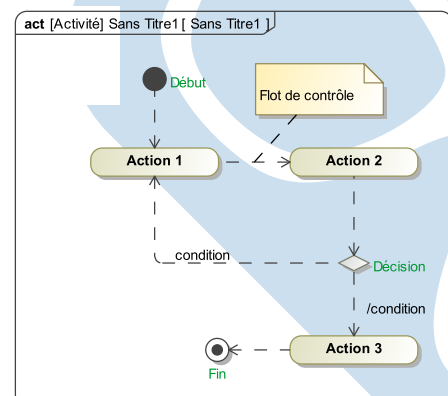 act [Activité] Sans Titre1 [ Sans Titre1 ]
Début
Flot de contrôle
Action 1
Action 2
condition
Décision
/condition
Action 3
Fin